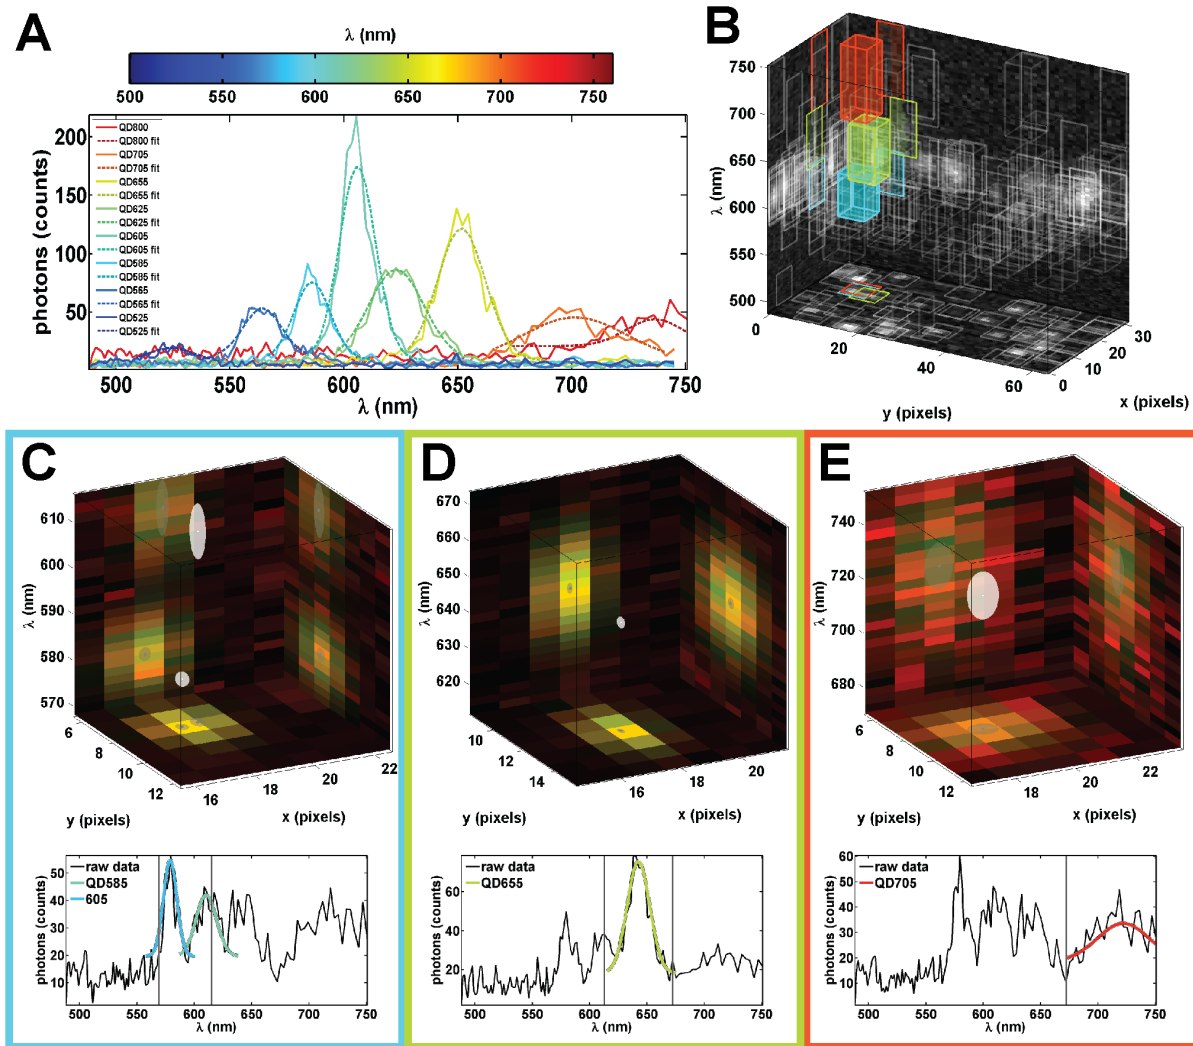 A
λ (nm)
500 550 600 650 700 750
photons (counts)
200
150
100
50
QD800
QD800 fit
QD705
QD705 fit
QD655
QD655 fit
QD625
QD625 fit
QD605
QD605 fit
QD585
QD585 fit
QD565
QD565 fit
QD525
QD525 fit
500 550 600 650 700 750
λ (nm)
B
λ (nm)
750
700
650
600
550
500
0 20 40 60
y (pixels)
0 10 20 30
x (pixels)
C
λ (nm)
610
600
590
580
570
6 8 10 12
y (pixels)
16 18 20 22
x (pixels)
photons (counts)
50
40
30
20
10
raw data
QD585
605
500 550 600 650 700 750
λ (nm)
D
λ (nm)
670
660
650
640
630
620
10 12 14
y (pixels)
16 18 20
x (pixels)
photons (counts)
60
40
20
raw data
QD655
500 550 600 650 700 750
λ (nm)
E
λ (nm)
740
720
700
680
6 8 10 12
y (pixels)
18 20 22
x (pixels)
photons (counts)
60
50
40
30
20
10
raw data
QD705
500 550 600 650 700 750
λ (nm)